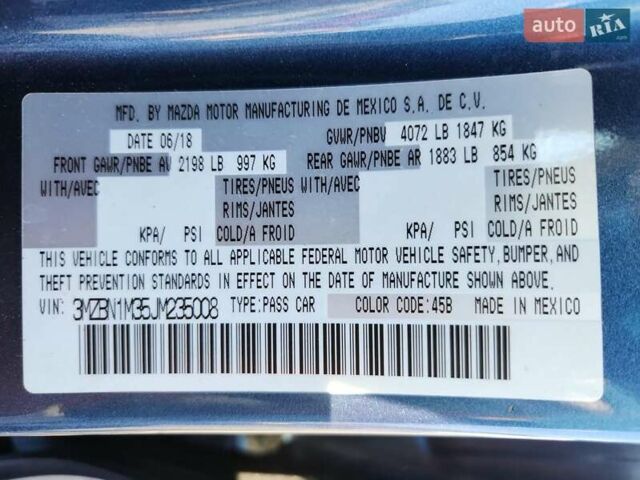 auto RIA.com
MFD. BY MAZDA MOTOR MANUFACTURING DE MEXICO S.A. DE C.V.
DATE 06/18 GVWR/PNBV 4072 LB 1847 KG
FRONT GAWR/PNBE AV 2198 LB 997 KG REAR GAWR/PNBE AR 1883 LB 854 KG
WITH/AVEC TIRES/PNEUS WITH/AVEC TIRES/PNEUS
RIMS/JANTES RIMS/JANTES
KPA/ PSI COLD/A FROID KPA/ PSI COLD/A FROID
THIS VEHICLE CONFORMS TO ALL APPLICABLE FEDERAL MOTOR VEHICLE SAFETY, BUMPER, AND
THEFT PREVENTION STANDARDS IN EFFECT ON THE DATE OF MANUFACTURE SHOWN ABOVE.
VIN: 3MZBN1M35JM235008 TYPE:PASS CAR COLOR CODE:45B MADE IN MEXICO